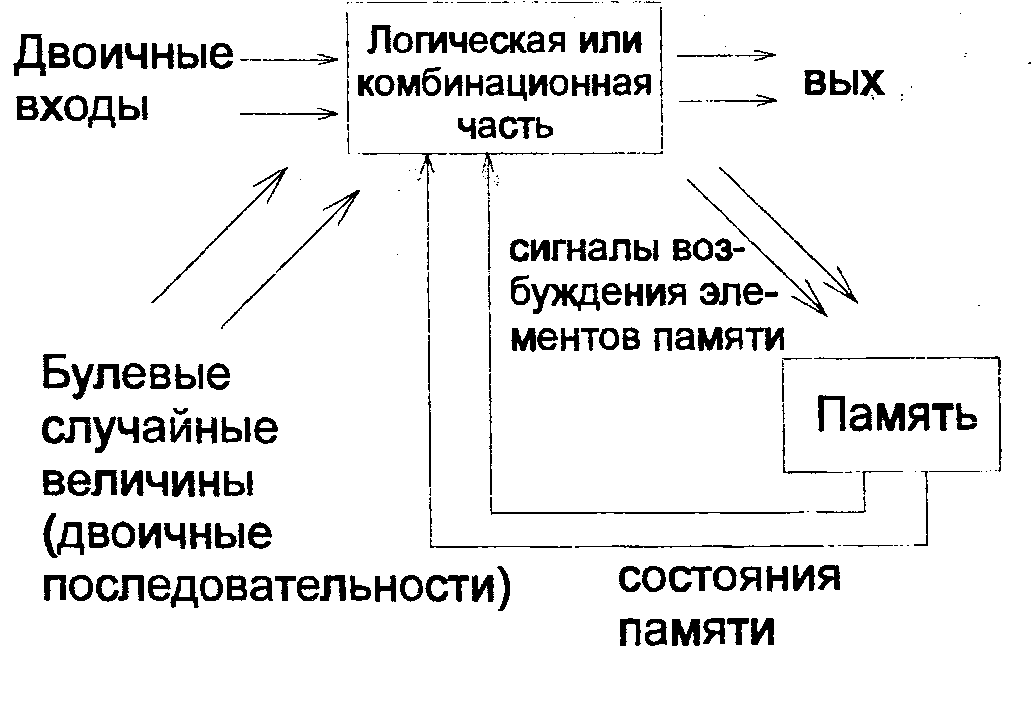 Двоичные
входы
Логическая или
комбинационная
часть
вых
сигналы воз-
буждения эле-
ментов памяти
Булевые
случайные
величины
(двоичные
последовательности)
Память
состояния
памяти